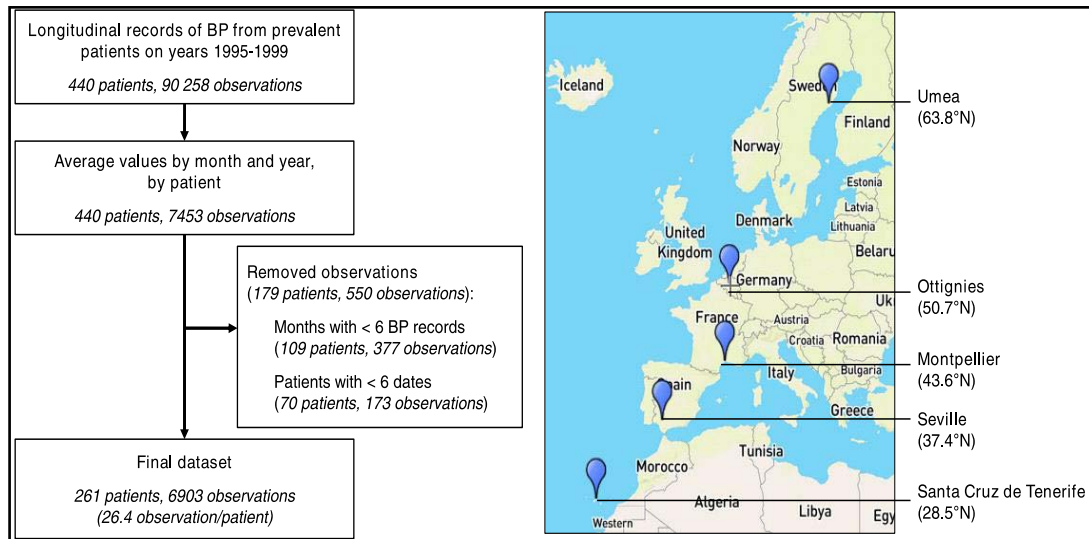 Longitudinal records of BP from prevalent
patients on years 1995-1999
440 patients, 90 258 observations
Average values by month and year,
by patient
440 patients, 7453 observations
Removed observations
(179 patients, 550 observations):
Months with < 6 BP records
(109 patients, 377 observations)
Patients with < 6 dates
(70 patients, 173 observations)
Final dataset
261 patients, 6903 observations
(26.4 observation/patient)
Iceland
Sweden
Finland
Norway
Estonia
Latvia
Lithuania
Denmark
United
Kingdom
Belaru
Germany
Ukr
France
Austria
Croatia
Romania
Italy
Bulgaria
Spain
Greece
Tunisia
Morocco
Algeria
Libya
Egy
Western
Umea
(63.8°N)
Ottignies
(50.7°N)
Montpellier
(43.6°N)
Seville
(37.4°N)
Santa Cruz de Tenerife
(28.5°N)